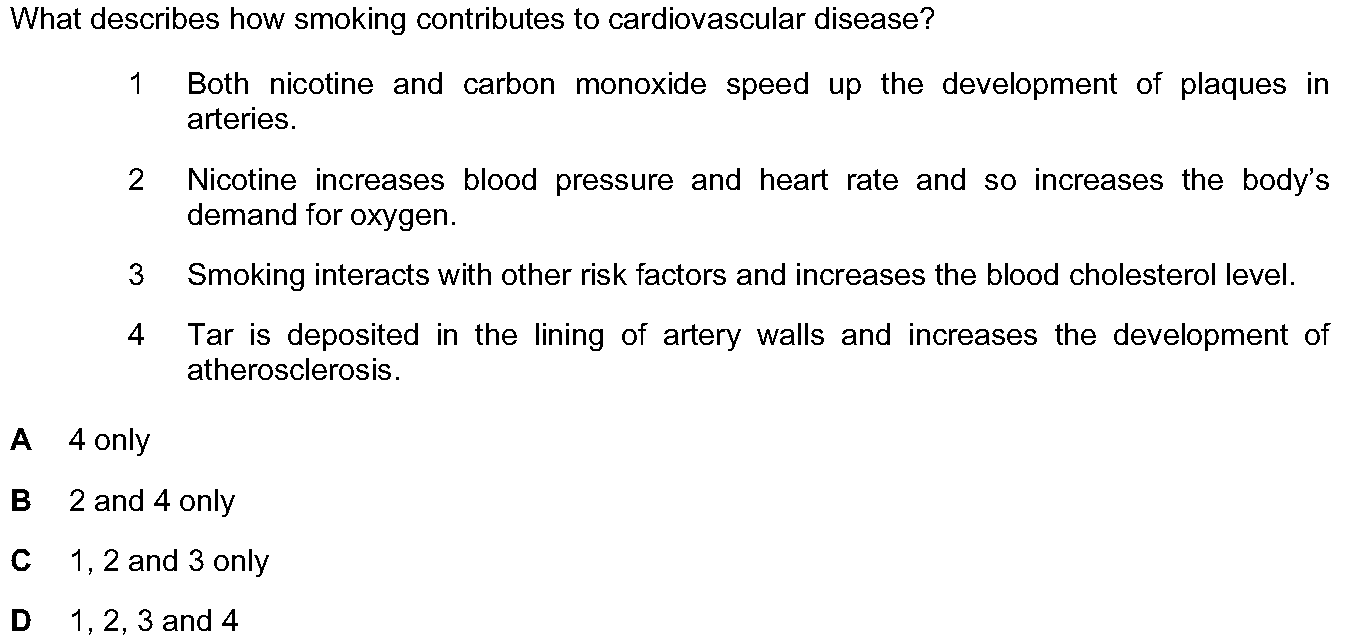 What describes how smoking contributes to cardiovascular disease?
1 Both nicotine and carbon monoxide speed up the development of plaques in
arteries.
2 Nicotine increases blood pressure and heart rate and so increases the body's
demand for oxygen.
3 Smoking interacts with other risk factors and increases the blood cholesterol level.
4 Tar is deposited in the lining of artery walls and increases the development of
atherosclerosis.
A 4 only
B 2 and 4 only
C 1, 2 and 3 only
D 1, 2, 3 and 4